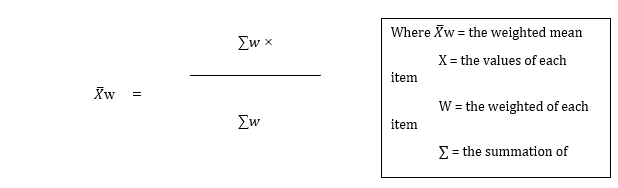 ∑w ×
X̄w =
∑w
Where X̄w = the weighted mean
X = the values of each
item
W = the weighted of each
item
∑ = the summation of